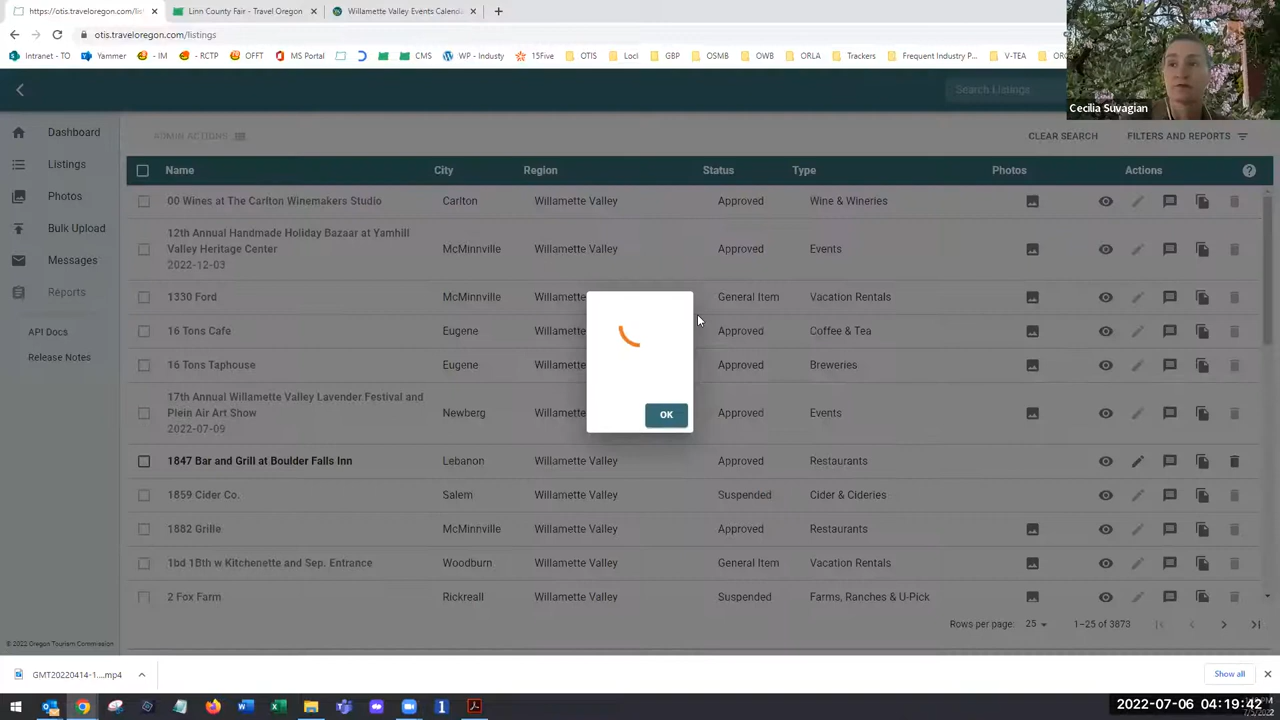 https://otis.traveloregon.com/list
Linn County Fair - Travel Oregon
Willamette Valley Events Calend
otis.traveloregon.com/listings
Intranet - TO
Yammer
- IM
- RCTP
- OFFT
MS Portal
CMS
WP - Industy
15Five
OTIS
Locl
GBP
OSMB
OWB
ORLA
Trackers
Frequent Industry P...
V-TEA
Cecilia Suvagian
Search Listings
Dashboard
Listings
Photos
Bulk Upload
Messages
Reports
API Docs
Release Notes
ADMIN ACTIONS
CLEAR SEARCH
FILTERS AND REPORTS
Name City Region Status Type Photos Actions
00 Wines at The Carlton Winemakers Studio Carlton Willamette Valley Approved Wine & Wineries
12th Annual Handmade Holiday Bazaar at Yamhill
Valley Heritage Center McMinnville Willamette Valley Approved Events
2022-12-03
1330 Ford McMinnville Willamette General Item Vacation Rentals
16 Tons Cafe Eugene Willamette Approved Coffee & Tea
16 Tons Taphouse Eugene Willamette Approved Breweries
17th Annual Willamette Valley Lavender Festival and
Plein Air Art Show Newberg Willamette Approved Events
2022-07-09
OK
1847 Bar and Grill at Boulder Falls Inn Lebanon Willamette Valley Approved Restaurants
1859 Cider Co. Salem Willamette Valley Suspended Cider & Cideries
1882 Grille McMinnville Willamette Valley Approved Restaurants
1bd 1Bth w Kitchenette and Sep. Entrance Woodburn Willamette Valley General Item Vacation Rentals
2 Fox Farm Rickreall Willamette Valley Suspended Farms, Ranches & U-Pick
Rows per page: 25 1–25 of 3873
© 2022 Oregon Tourism Commission
GMT20220414-1....mp4
Show all
2022-07-06 04:19:42